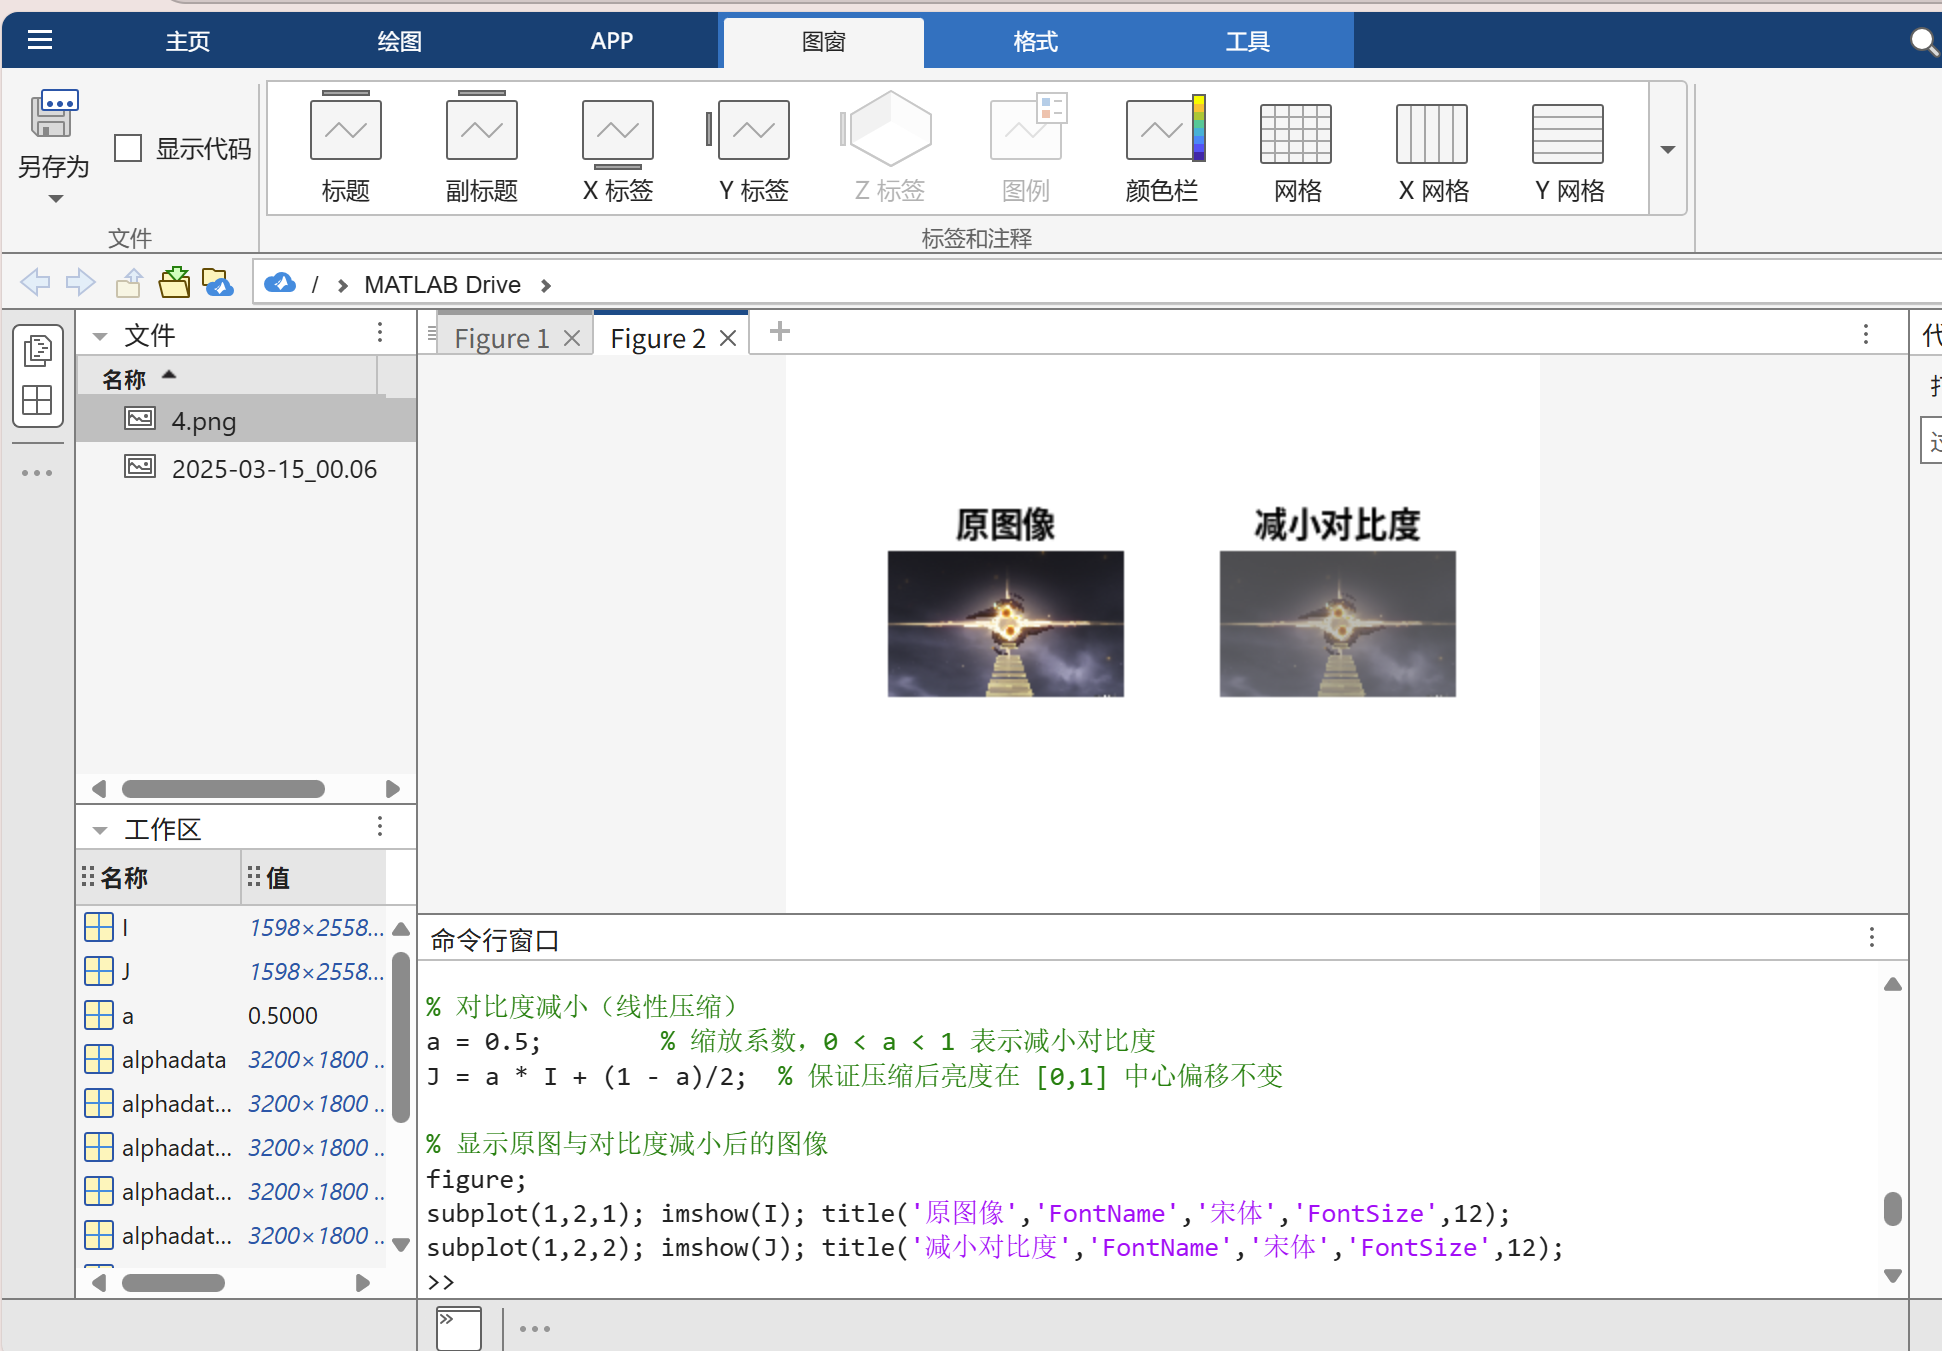 主页 绘图 APP 图窗 格式 工具
另存为
显示代码
标题 副标题 X 标签 Y 标签 Z 标签 图例 颜色栏 网格 X 网格 Y 网格
文件 标签和注释
/ › MATLAB Drive ›
文件
名称
4.png
2025-03-15_00.06
Figure 1 Figure 2
原图像 减小对比度
工作区
名称 值
I 1598×2558...
J 1598×2558...
a 0.5000
alphadata 3200×1800 ..
alphadat... 3200×1800 ..
alphadat... 3200×1800 ..
alphadat... 3200×1800 ..
alphadat... 3200×1800 ..
命令行窗口
% 对比度减小（线性压缩）
a = 0.5; % 缩放系数，0 < a < 1 表示减小对比度
J = a * I + (1 - a)/2; % 保证压缩后亮度在 [0,1] 中心偏移不变
% 显示原图与对比度减小后的图像
figure;
subplot(1,2,1); imshow(I); title('原图像','FontName','宋体','FontSize',12);
subplot(1,2,2); imshow(J); title('减小对比度','FontName','宋体','FontSize',12);
>>